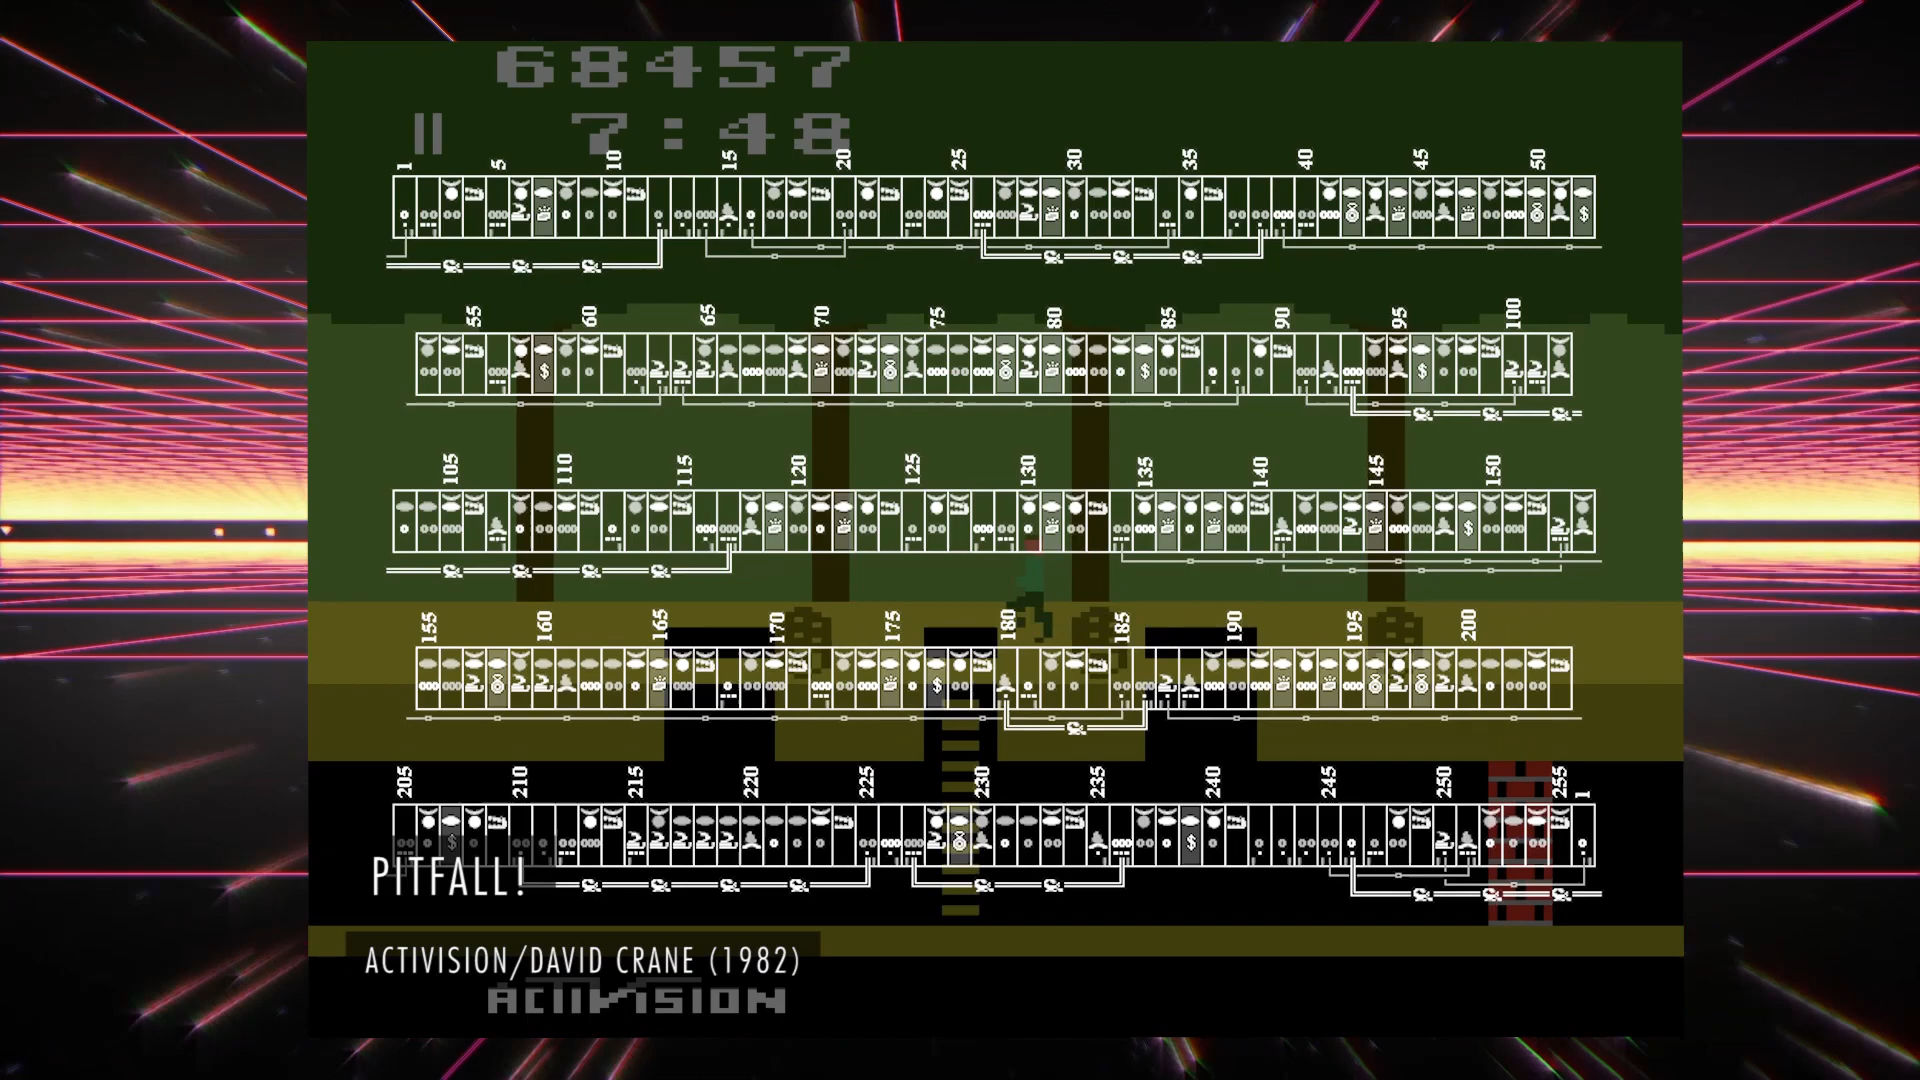 68457
7:48
1 5 10 15 20 25 30 35 40 45 50
55 60 65 70 75 80 85 90 95 100
105 110 115 120 125 130 135 140 145 150
155 160 165 170 175 180 185 190 195 200
205 210 215 220 225 230 235 240 245 250 255 1
PITFALL!
ACTIVISION/DAVID CRANE (1982)
ACTIVISION